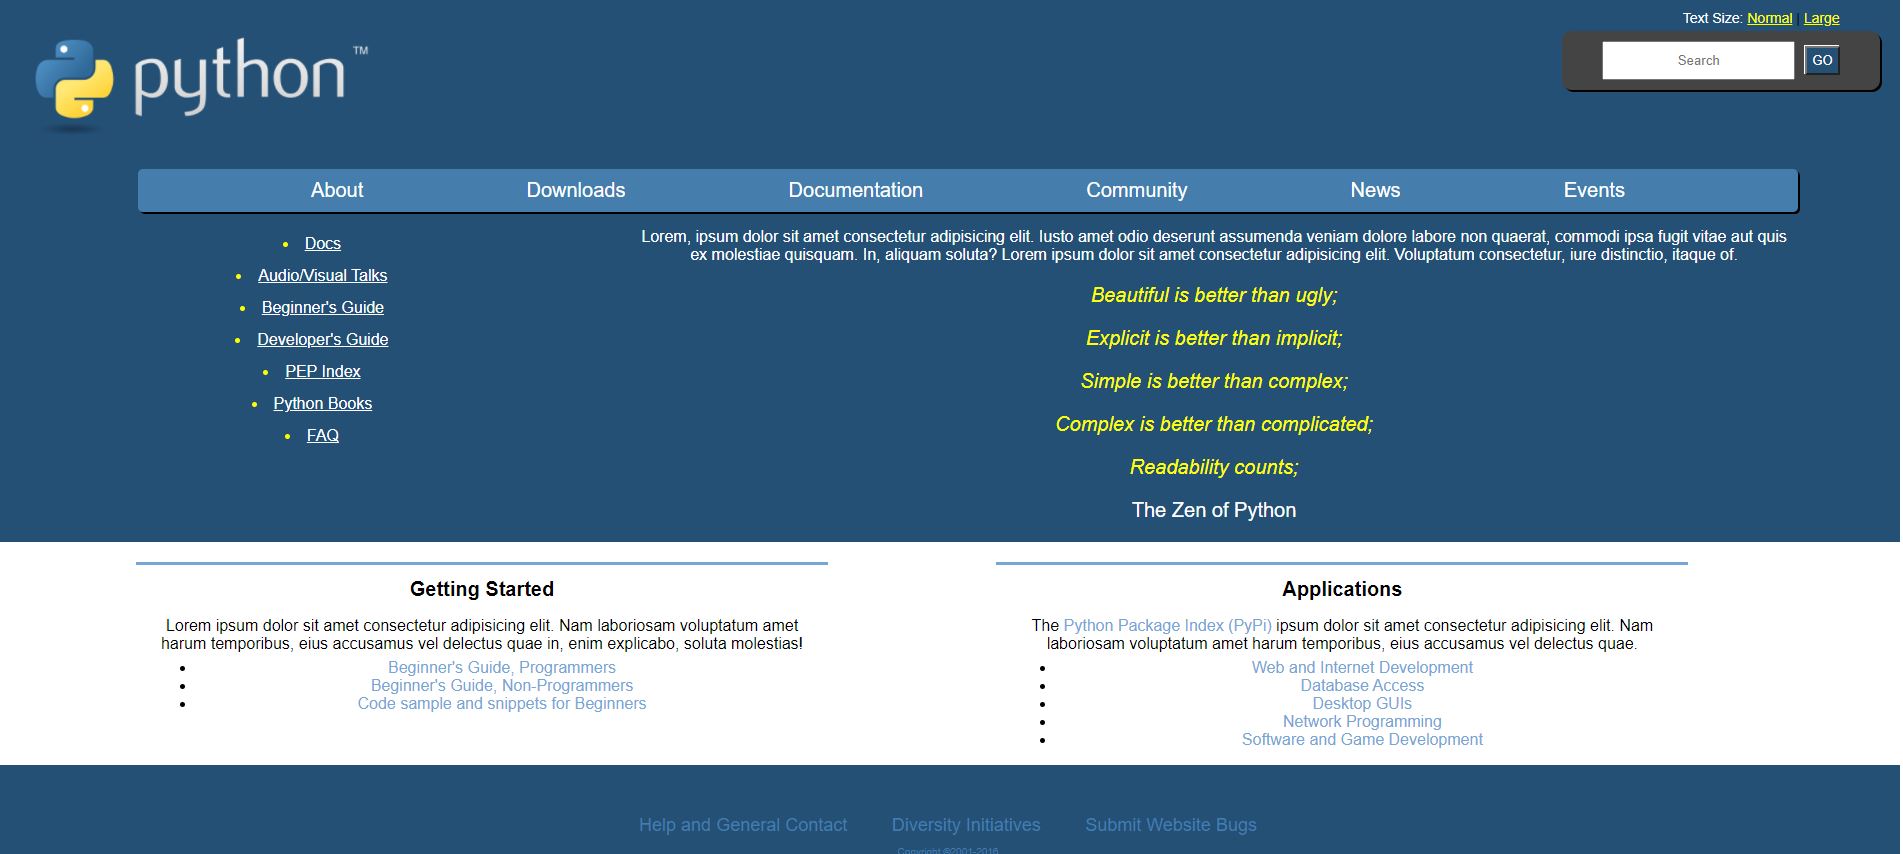 Text Size: Normal | Large
python™
Search GO
About Downloads Documentation Community News Events
Docs
Audio/Visual Talks
Beginner's Guide
Developer's Guide
PEP Index
Python Books
FAQ
Lorem, ipsum dolor sit amet consectetur adipisicing elit. Iusto amet odio deserunt assumenda veniam dolore labore non quaerat, commodi ipsa fugit vitae aut quis
ex molestiae quisquam. In, aliquam soluta? Lorem ipsum dolor sit amet consectetur adipisicing elit. Voluptatum consectetur, iure distinctio, itaque of.
Beautiful is better than ugly;
Explicit is better than implicit;
Simple is better than complex;
Complex is better than complicated;
Readability counts;
The Zen of Python
Getting Started
Lorem ipsum dolor sit amet consectetur adipisicing elit. Nam laboriosam voluptatum amet
harum temporibus, eius accusamus vel delectus quae in, enim explicabo, soluta molestias!
Beginner's Guide, Programmers
Beginner's Guide, Non-Programmers
Code sample and snippets for Beginners
Applications
The Python Package Index (PyPi) ipsum dolor sit amet consectetur adipisicing elit. Nam
laboriosam voluptatum amet harum temporibus, eius accusamus vel delectus quae.
Web and Internet Development
Database Access
Desktop GUIs
Network Programming
Software and Game Development
Help and General Contact Diversity Initiatives Submit Website Bugs
Copyright ©2001-2016